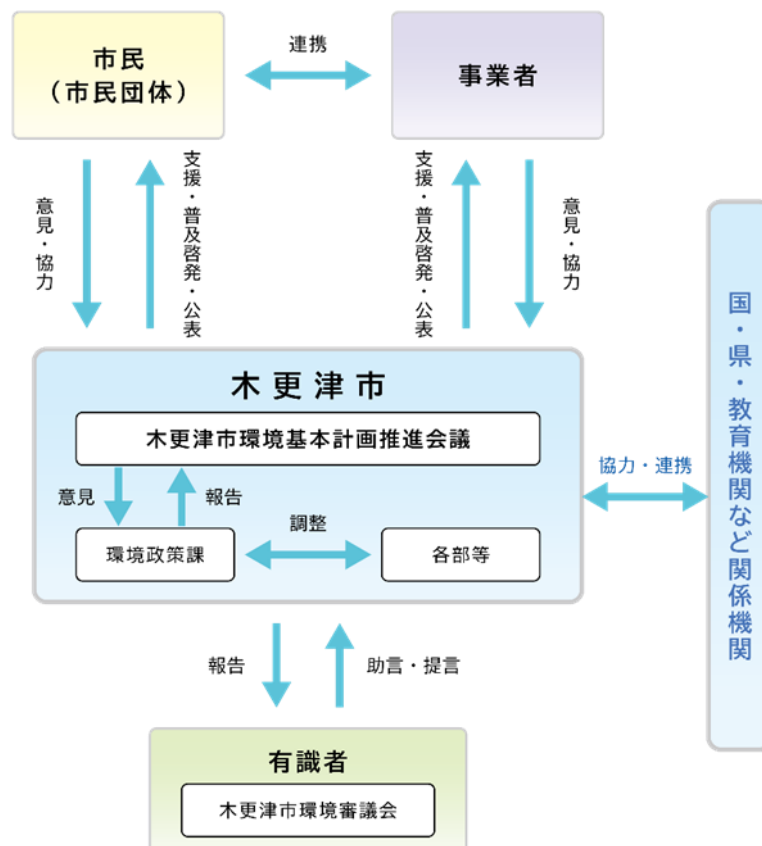 市民
（市民団体）
連携
事業者
意見・協力
支援・普及啓発・公表
支援・普及啓発・公表
意見・協力
木更津市
木更津市環境基本計画推進会議
意見
報告
環境政策課
調整
各部等
協力・連携
国・県・教育機関など関係機関
報告
助言・提言
有識者
木更津市環境審議会